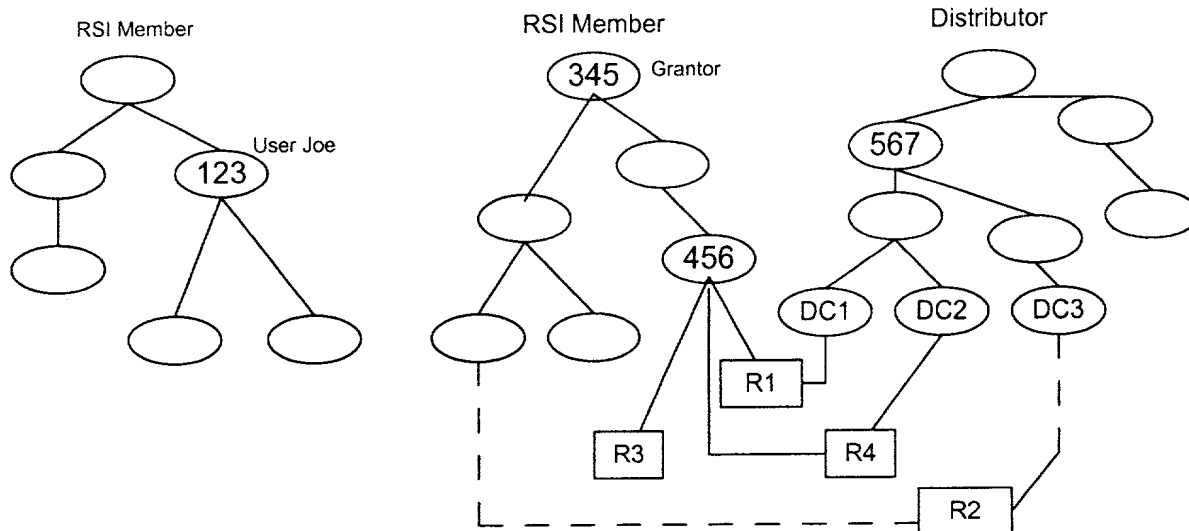 RSI Member
123
User Joe
RSI Member
345
Grantor
456
R1
R3
R4
R2
Distributor
567
DC1
DC2
DC3